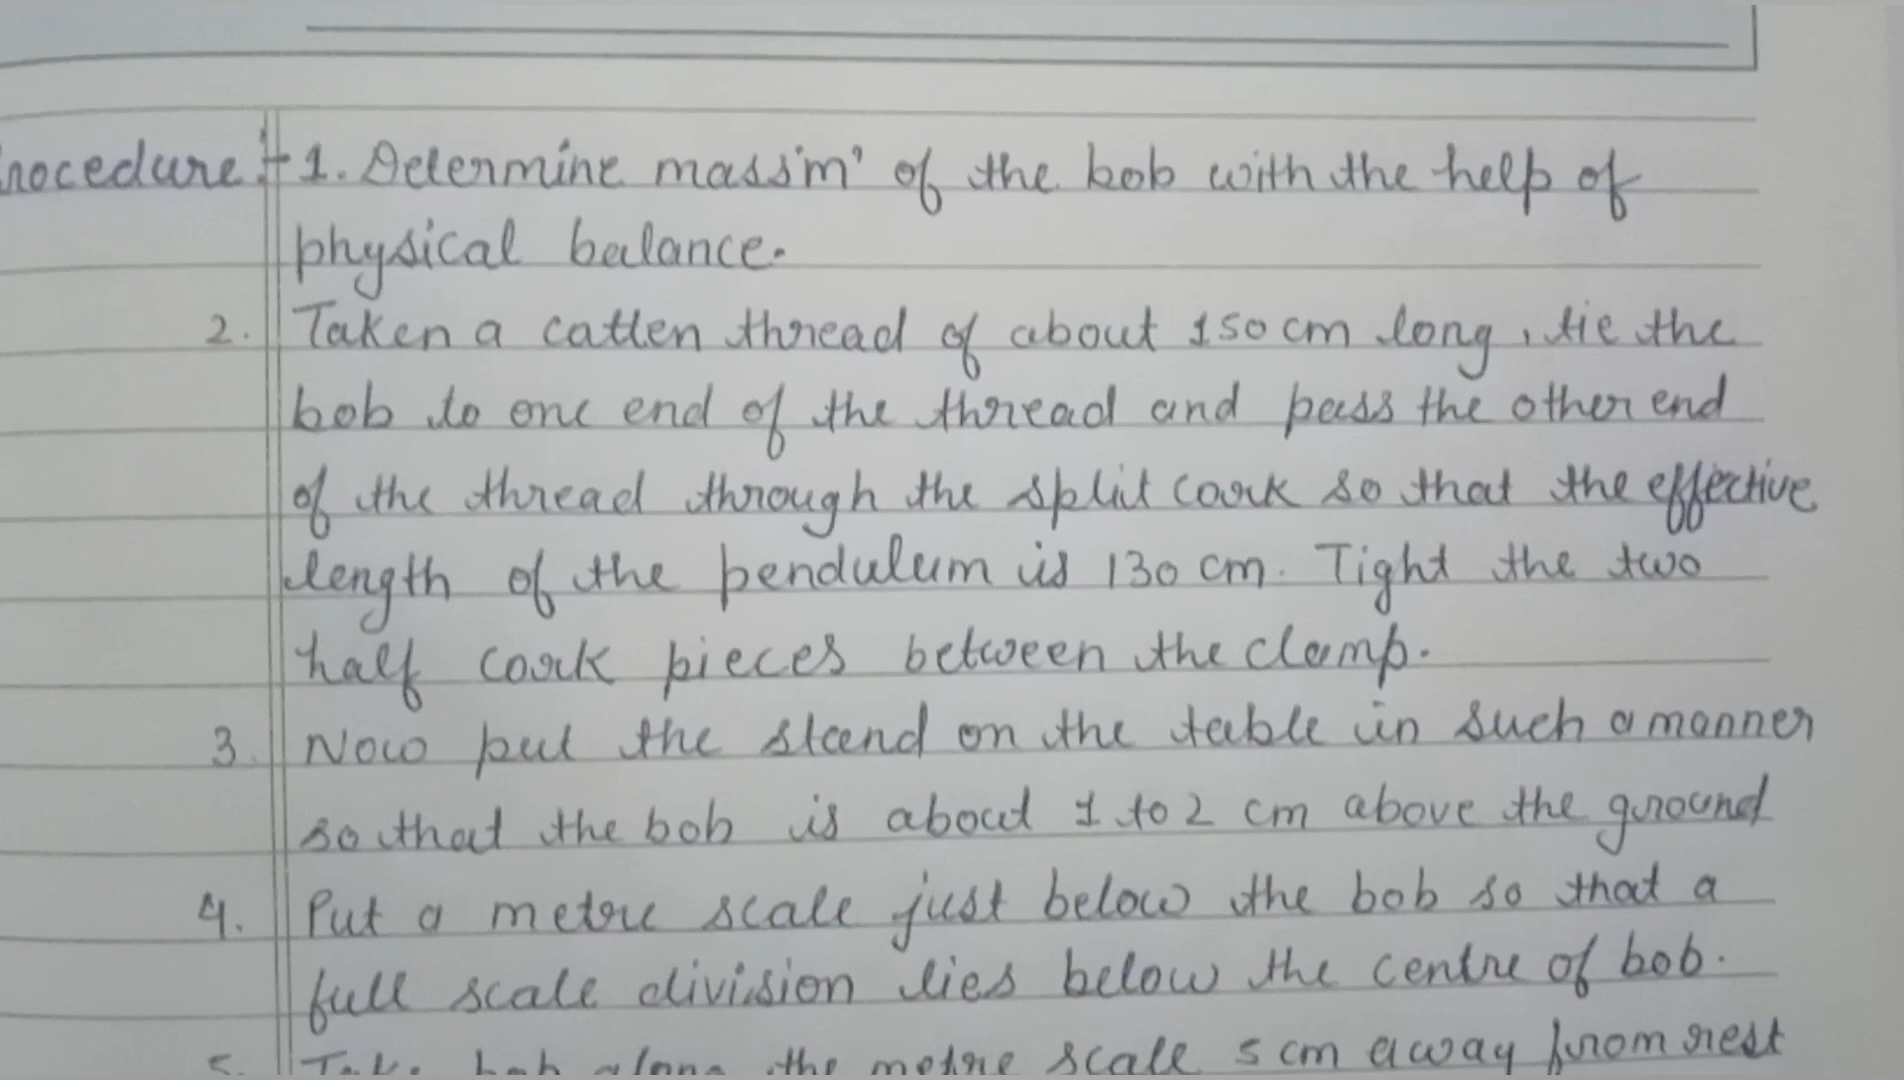 rocedure:- 1. Determine mass 'm' of the bob with the help of
physical balance.
2. Taken a catten thread of about 150 cm long, tie the
bob to one end of the thread and pass the other end
of the thread through the split cork so that the effective
length of the pendulum is 130 cm. Tight the two
half cork pieces between the clamp.
3. Now put the stand on the table in such a manner
so that the bob is about 1 to 2 cm above the ground
4. Put a metre scale just below the bob so that a
full scale division lies below the centre of bob.
5. Take bob along the metre scale 5 cm away from rest